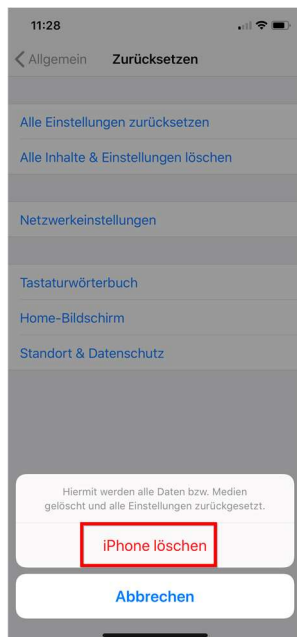 11:28
Allgemein Zurücksetzen
Alle Einstellungen zurücksetzen
Alle Inhalte & Einstellungen löschen
Netzwerkeinstellungen
Tastaturwörterbuch
Home-Bildschirm
Standort & Datenschutz
Hiermit werden alle Daten bzw. Medien
gelöscht und alle Einstellungen zurückgesetzt.
iPhone löschen
Abbrechen